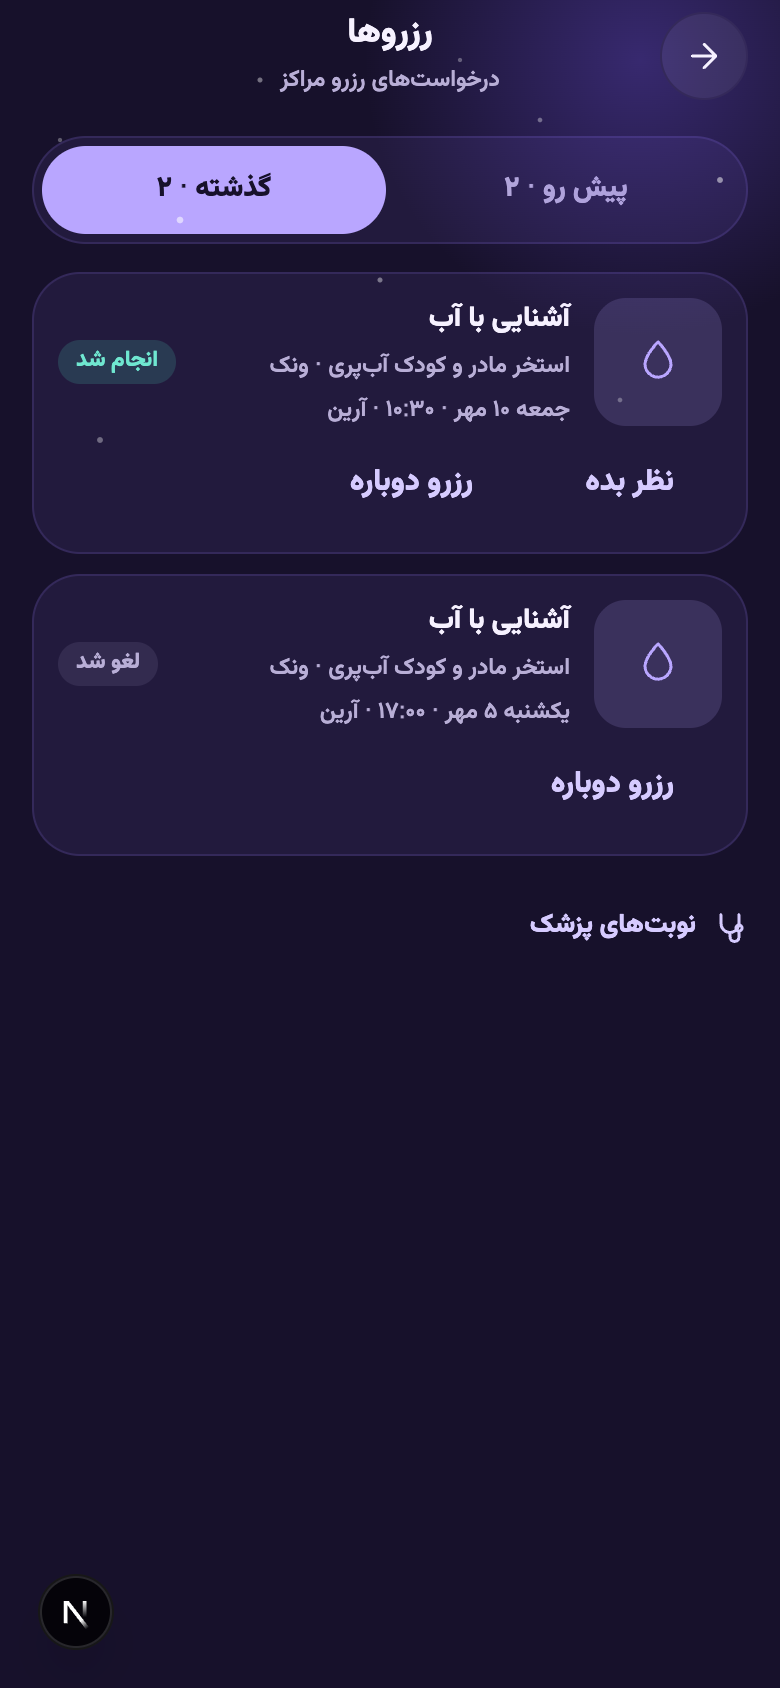 رزروها
درخواست‌های رزرو مراکز
پیش رو · ۲
گذشته · ۲
آشنایی با آب
استخر مادر و کودک آب‌پری · ونک
جمعه ۱۰ مهر · ۱۰:۳۰ · آرین
انجام شد
نظر بده
رزرو دوباره
آشنایی با آب
استخر مادر و کودک آب‌پری · ونک
یکشنبه ۵ مهر · ۱۷:۰۰ · آرین
لغو شد
رزرو دوباره
نوبت‌های پزشک
N